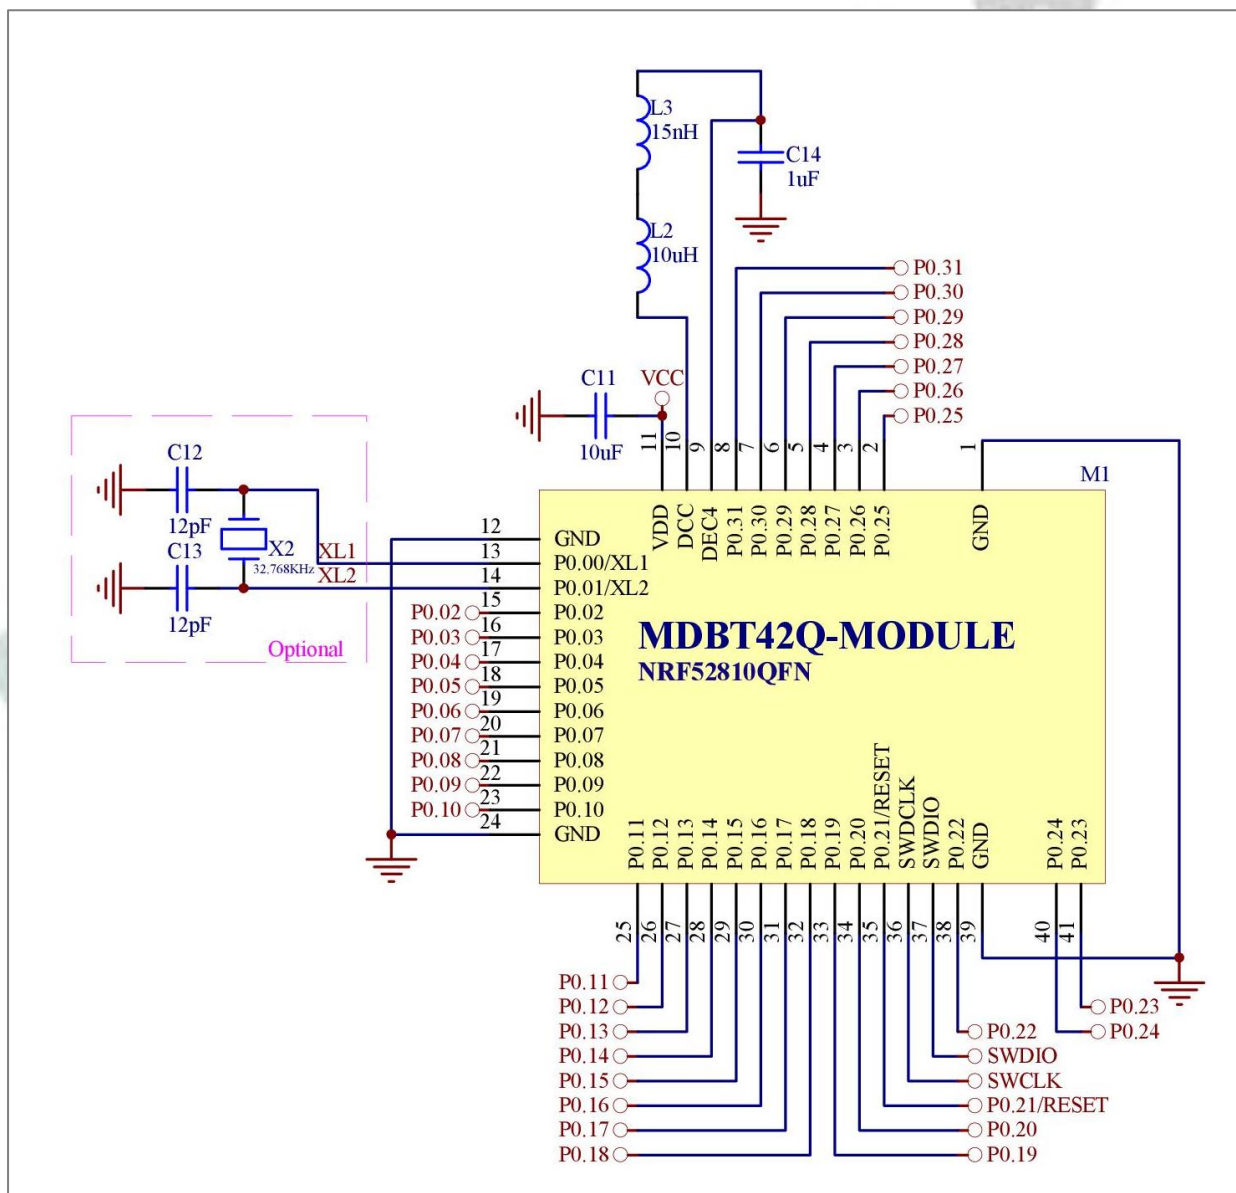 L3
15nH
C14
1uF
L2
10uH
P0.31
P0.30
P0.29
P0.28
P0.27
P0.26
P0.25
VCC
C11
10uF
11
10
9
8
7
6
5
4
3
2
1
M1
C12
12pF
C13
12pF
X2
32.768KHz
XL1
XL2
Optional
VDD
DCC
DEC4
P0.31
P0.30
P0.29
P0.28
P0.27
P0.26
P0.25
GND
12 GND
13 P0.00/XL1
14 P0.01/XL2
P0.02 15 P0.02
P0.03 16 P0.03
P0.04 17 P0.04
P0.05 18 P0.05
P0.06 19 P0.06
P0.07 20 P0.07
P0.08 21 P0.08
P0.09 22 P0.09
P0.10 23 P0.10
24 GND
MDBT42Q-MODULE
NRF52810QFN
P0.11
P0.12
P0.13
P0.14
P0.15
P0.16
P0.17
P0.18
P0.19
P0.20
P0.21/RESET
SWDCLK
SWDIO
P0.22
GND
P0.24
P0.23
25
26
27
28
29
30
31
32
33
34
35
36
37
38
39
40
41
P0.11
P0.12
P0.13
P0.14
P0.15
P0.16
P0.17
P0.18
P0.22
SWDIO
SWCLK
P0.21/RESET
P0.20
P0.19
P0.23
P0.24